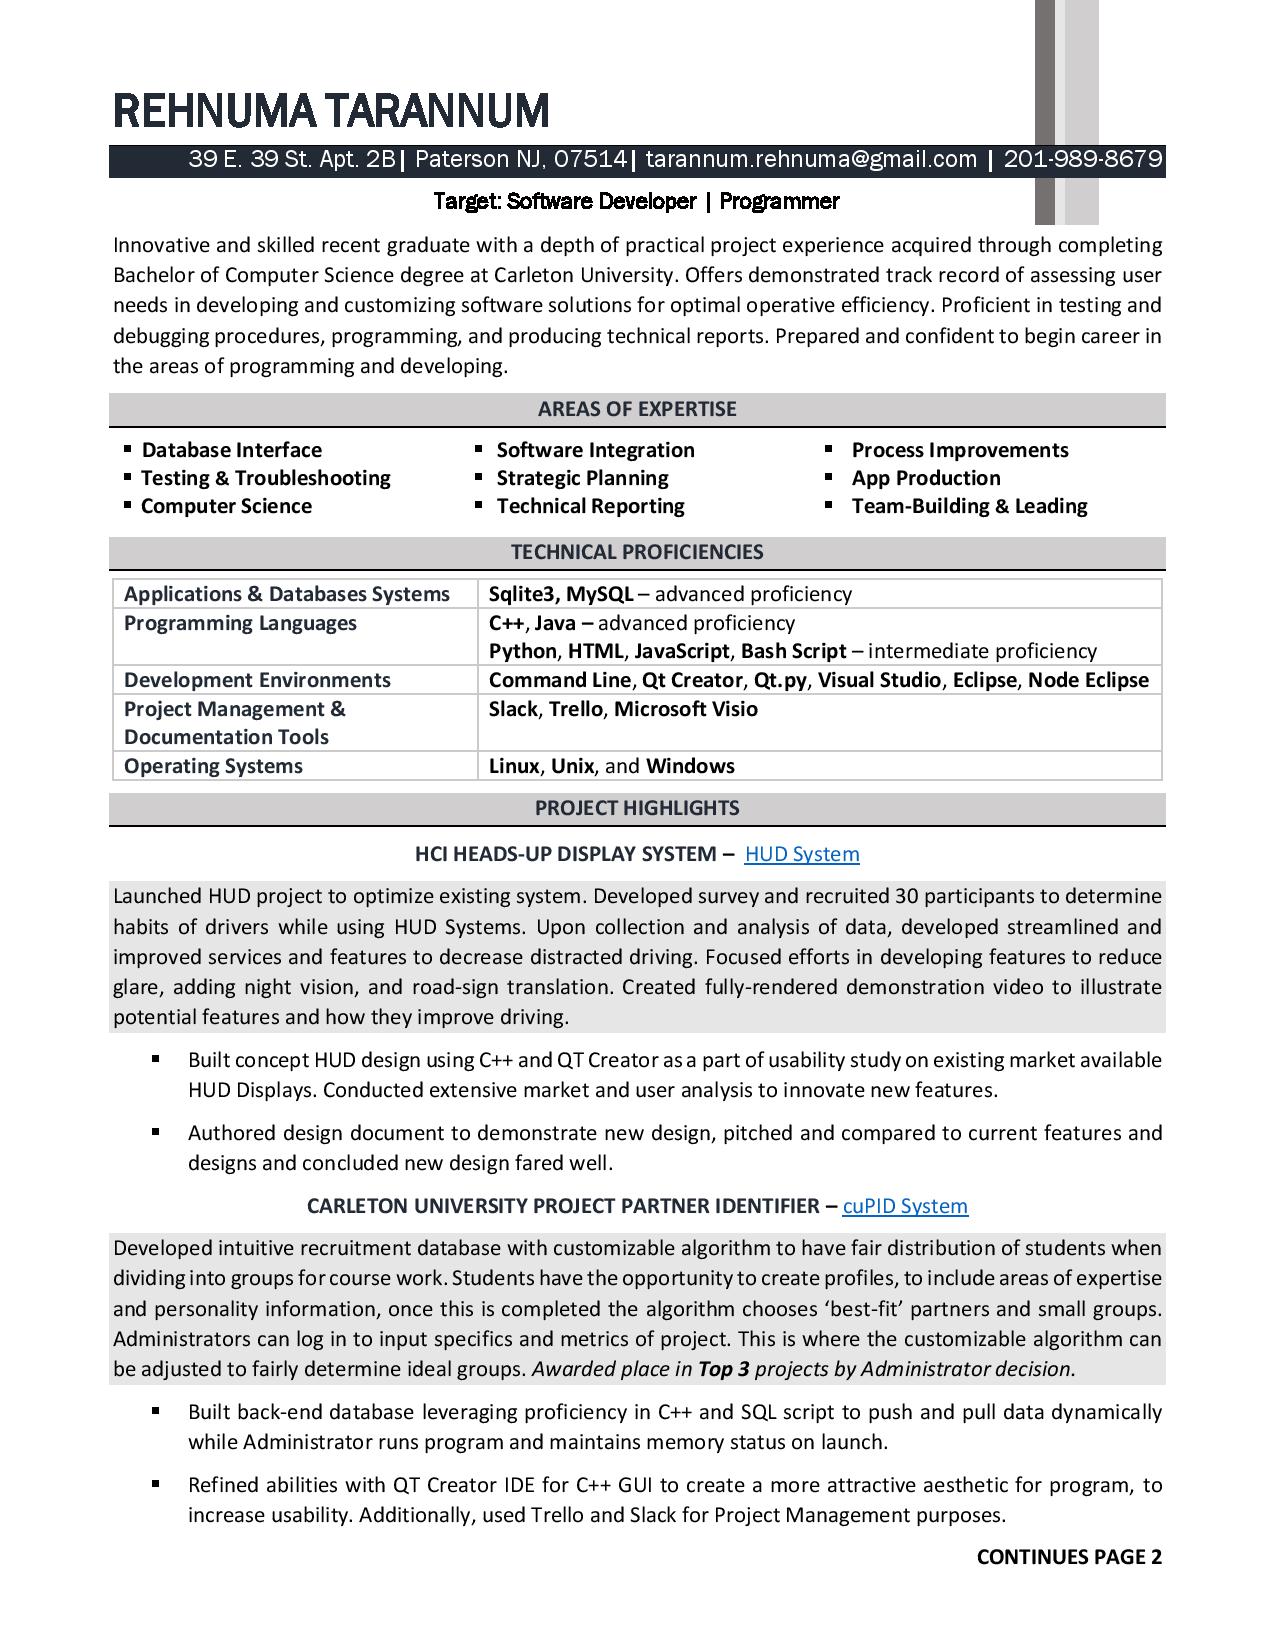 REHNUMA TARANNUM
39 E. 39 St. Apt. 2B| Paterson NJ, 07514| tarannum.rehnuma@gmail.com | 201-989-8679
Target: Software Developer | Programmer
Innovative and skilled recent graduate with a depth of practical project experience acquired through completing
Bachelor of Computer Science degree at Carleton University. Offers demonstrated track record of assessing user
needs in developing and customizing software solutions for optimal operative efficiency. Proficient in testing and
debugging procedures, programming, and producing technical reports. Prepared and confident to begin career in
the areas of programming and developing.
AREAS OF EXPERTISE
▪ Database Interface ▪ Software Integration ▪ Process Improvements
▪ Testing & Troubleshooting ▪ Strategic Planning ▪ App Production
▪ Computer Science ▪ Technical Reporting ▪ Team-Building & Leading
TECHNICAL PROFICIENCIES
Applications & Databases Systems Sqlite3, MySQL – advanced proficiency
Programming Languages C++, Java – advanced proficiency
Python, HTML, JavaScript, Bash Script – intermediate proficiency
Development Environments Command Line, Qt Creator, Qt.py, Visual Studio, Eclipse, Node Eclipse
Project Management & Slack, Trello, Microsoft Visio
Documentation Tools
Operating Systems Linux, Unix, and Windows
PROJECT HIGHLIGHTS
HCI HEADS-UP DISPLAY SYSTEM – HUD System
Launched HUD project to optimize existing system. Developed survey and recruited 30 participants to determine
habits of drivers while using HUD Systems. Upon collection and analysis of data, developed streamlined and
improved services and features to decrease distracted driving. Focused efforts in developing features to reduce
glare, adding night vision, and road-sign translation. Created fully-rendered demonstration video to illustrate
potential features and how they improve driving.
▪ Built concept HUD design using C++ and QT Creator as a part of usability study on existing market available
HUD Displays. Conducted extensive market and user analysis to innovate new features.
▪ Authored design document to demonstrate new design, pitched and compared to current features and
designs and concluded new design fared well.
CARLETON UNIVERSITY PROJECT PARTNER IDENTIFIER – cuPID System
Developed intuitive recruitment database with customizable algorithm to have fair distribution of students when
dividing into groups for course work. Students have the opportunity to create profiles, to include areas of expertise
and personality information, once this is completed the algorithm chooses ‘best-fit’ partners and small groups.
Administrators can log in to input specifics and metrics of project. This is where the customizable algorithm can
be adjusted to fairly determine ideal groups. Awarded place in Top 3 projects by Administrator decision.
▪ Built back-end database leveraging proficiency in C++ and SQL script to push and pull data dynamically
while Administrator runs program and maintains memory status on launch.
▪ Refined abilities with QT Creator IDE for C++ GUI to create a more attractive aesthetic for program, to
increase usability. Additionally, used Trello and Slack for Project Management purposes.
CONTINUES PAGE 2